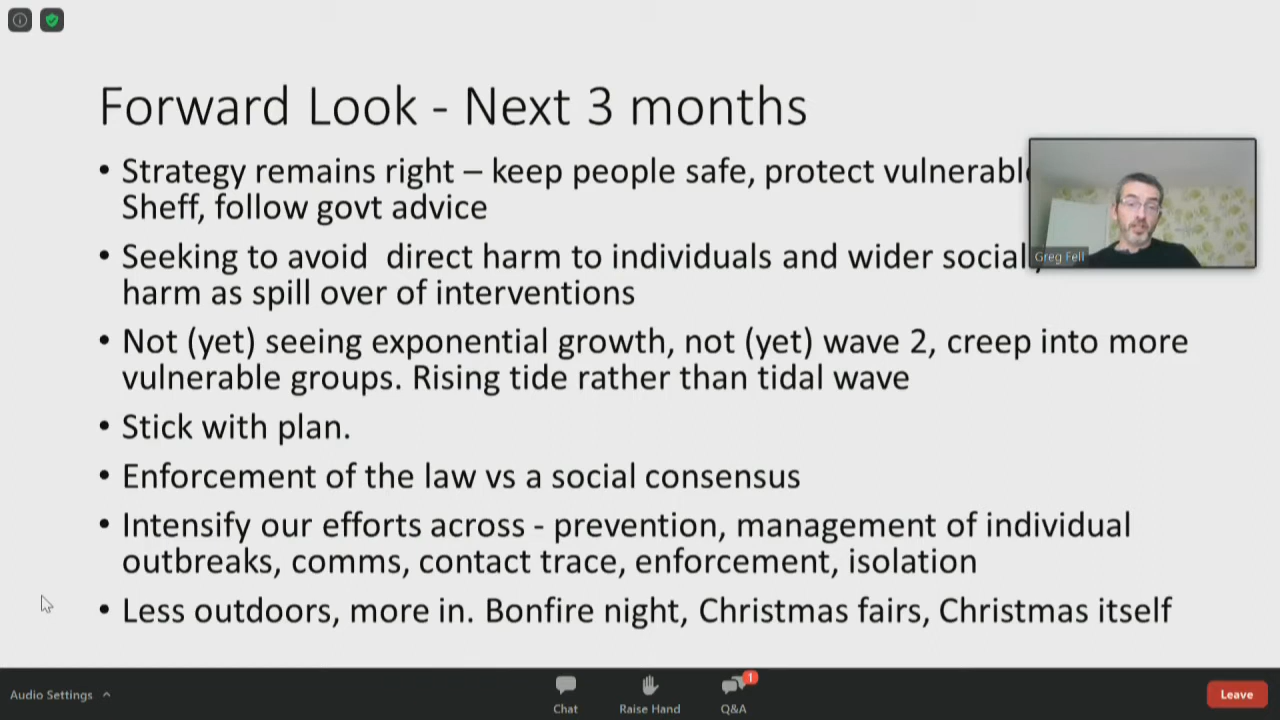 Forward Look - Next 3 months
• Strategy remains right – keep people safe, protect
Sheff, follow govt advice
• Seeking to avoid  direct harm to individuals and wider social
harm as spill over of interventions
• Not (yet) seeing exponential growth, not (yet) wave 2, creep into more
vulnerable groups. Rising tide rather than tidal wave
• Stick with plan.
• Enforcement of the law vs a social consensus
• Intensify our efforts across - prevention, management of individual
outbreaks, comms, contact trace, enforcement, isolation
• Less outdoors, more in. Bonfire night, Christmas fairs, Christmas itself
Greg Fell
Audio Settings
Chat
Raise Hand
Q&A
1
Leave